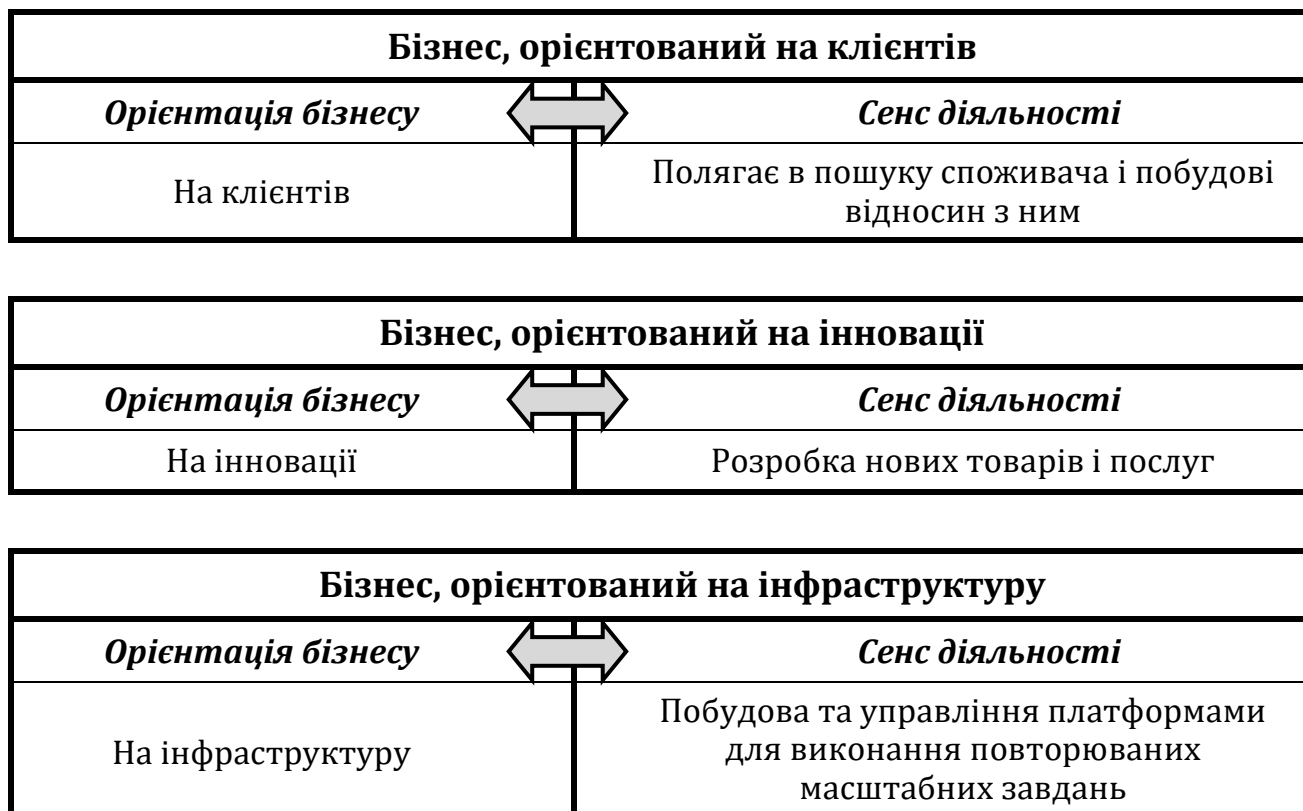 Бізнес, орієнтований на клієнтів
Орієнтація бізнесу Сенс діяльності
На клієнтів
Полягає в пошуку споживача і побудові
відносин з ним
Бізнес, орієнтований на інновації
Орієнтація бізнесу Сенс діяльності
На інновації Розробка нових товарів і послуг
Бізнес, орієнтований на інфраструктуру
Орієнтація бізнесу Сенс діяльності
На інфраструктуру
Побудова та управління платформами
для виконання повторюваних
масштабних завдань